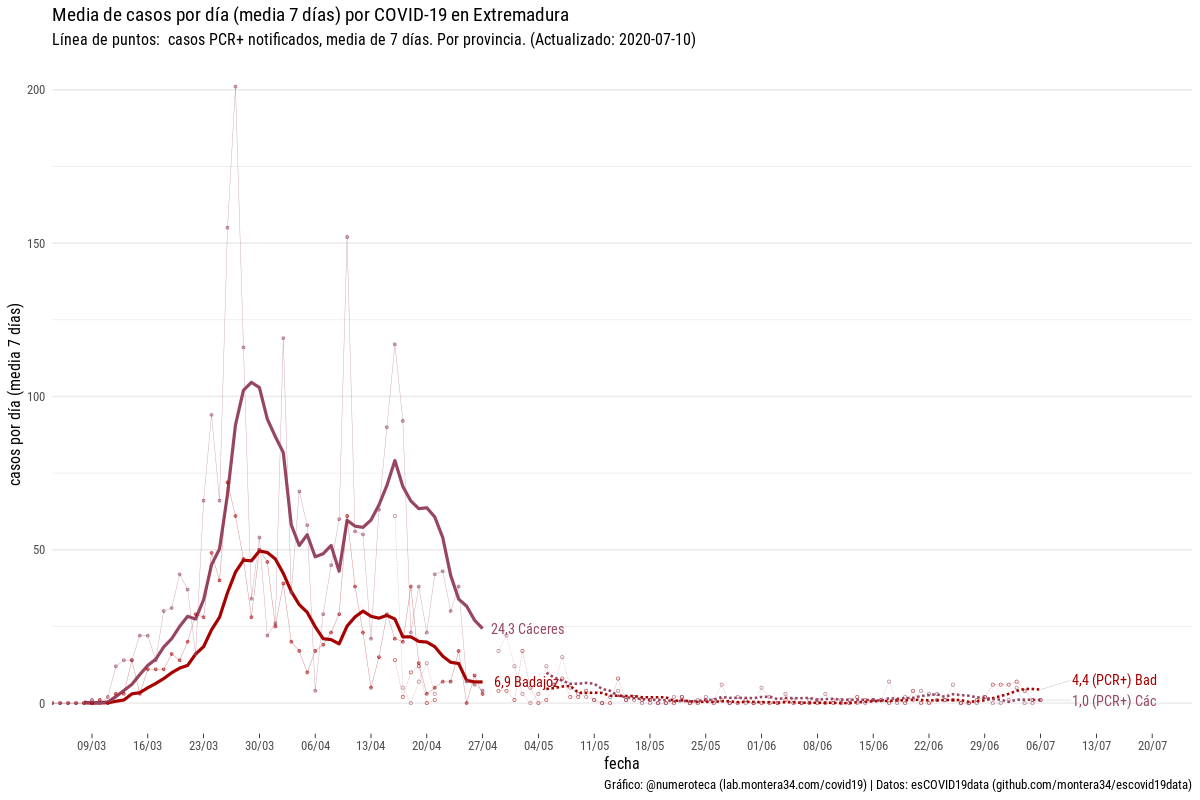 Media de casos por día (media 7 días) por COVID-19 en Extremadura
Línea de puntos:  casos PCR+ notificados, media de 7 días. Por provincia. (Actualizado: 2020-07-10)
casos por día (media 7 días)
200
150
100
50
0
24,3 Cáceres
6,9 Badajoz
4,4 (PCR+) Bad
1,0 (PCR+) Các
09/03 16/03 23/03 30/03 06/04 13/04 20/04 27/04 04/05 11/05 18/05 25/05 01/06 08/06 15/06 22/06 29/06 06/07 13/07 20/07
fecha
Gráfico: @numeroteca (lab.montera34.com/covid19) | Datos: esCOVID19data (github.com/montera34/escovid19data)